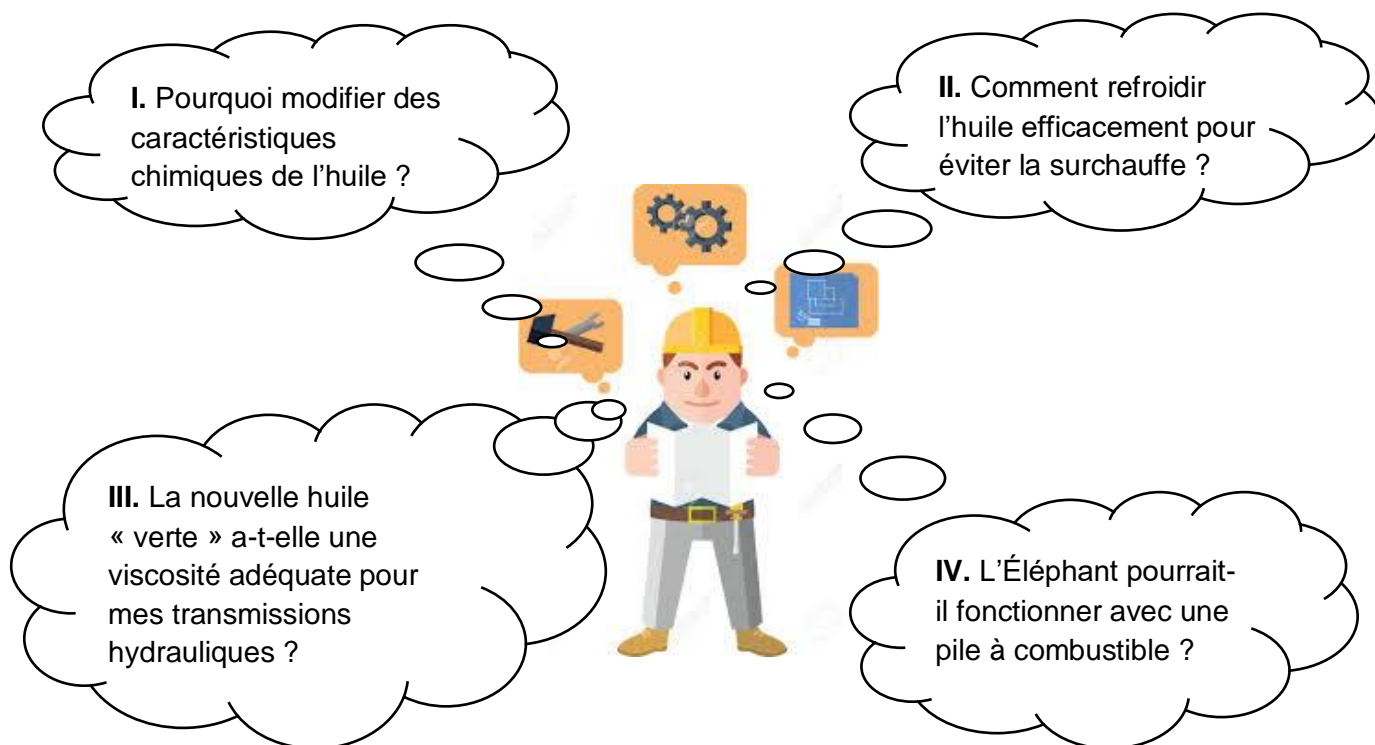 I. Pourquoi modifier des
caractéristiques
chimiques de l’huile ?
II. Comment refroidir
l’huile efficacement pour
éviter la surchauffe ?
III. La nouvelle huile
« verte » a-t-elle une
viscosité adéquate pour
mes transmissions
hydrauliques ?
IV. L’Éléphant pourrait-
il fonctionner avec une
pile à combustible ?